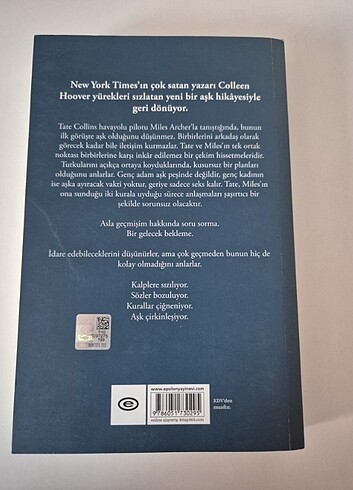 New York Times'ın çok satan yazarı Colleen
Hoover yürekleri sızlatan yeni bir aşk hikâyesiyle
geri dönüyor.
Tate Collins havayolu pilotu Miles Archer'la tanıştığında, bunun
ilk görüşte aşk olduğunu düşünmez. Birbirlerini arkadaş olarak
görecek kadar bile iletişim kurmazlar. Tate ve Miles'ın tek ortak
noktası birbirlerine karşı inkâr edilemez bir çekim hissetmeleridir.
Tutkularını açıkça ortaya koyduklarında, kusursuz bir planları
olduğunu anlarlar. Genç adam aşk peşinde değildir, genç kadının
ise aşka ayıracak vakti yoktur, geriye sadece seks kalır. Tate, Miles'ın
ona sunduğu iki kurala uyduğu sürece anlaşmaları şaşırtıcı bir
şekilde sorunsuz olacaktır.
Asla geçmişim hakkında soru sorma.
Bir gelecek bekleme.
İdare edebileceklerini düşünürler, ama çok geçmeden bunun hiç de
kolay olmadığını anlarlar.
Kalplere sızılıyor.
Sözler bozuluyor.
Kurallar çiğneniyor.
Aşk çirkinleşiyor.
www.epsilonyayinevi.com
9 786051 730295
KDV'den
muaftır.